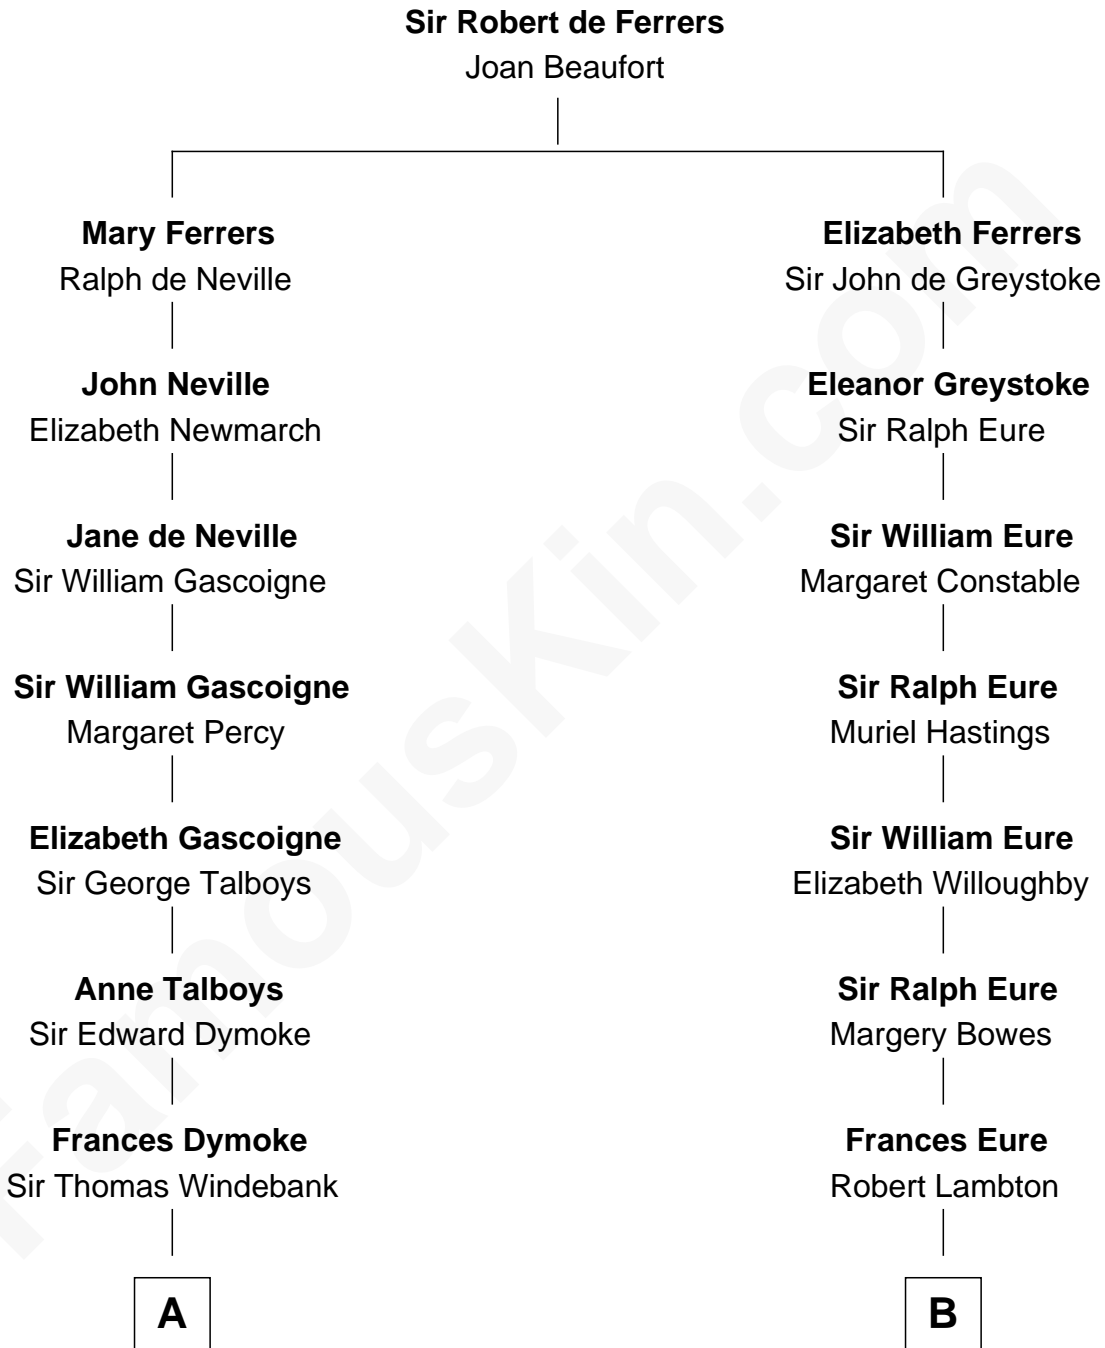 Sir Robert de Ferrers
Joan Beaufort
Mary Ferrers
Ralph de Neville
John Neville
Elizabeth Newmarch
Jane de Neville
Sir William Gascoigne
Sir William Gascoigne
Margaret Percy
Elizabeth Gascoigne
Sir George Talboys
Anne Talboys
Sir Edward Dymoke
Frances Dymoke
Sir Thomas Windebank
A
Elizabeth Ferrers
Sir John de Greystoke
Eleanor Greystoke
Sir Ralph Eure
Sir William Eure
Margaret Constable
Sir Ralph Eure
Muriel Hastings
Sir William Eure
Elizabeth Willoughby
Sir Ralph Eure
Margery Bowes
Frances Eure
Robert Lambton
B
FamousKin.com